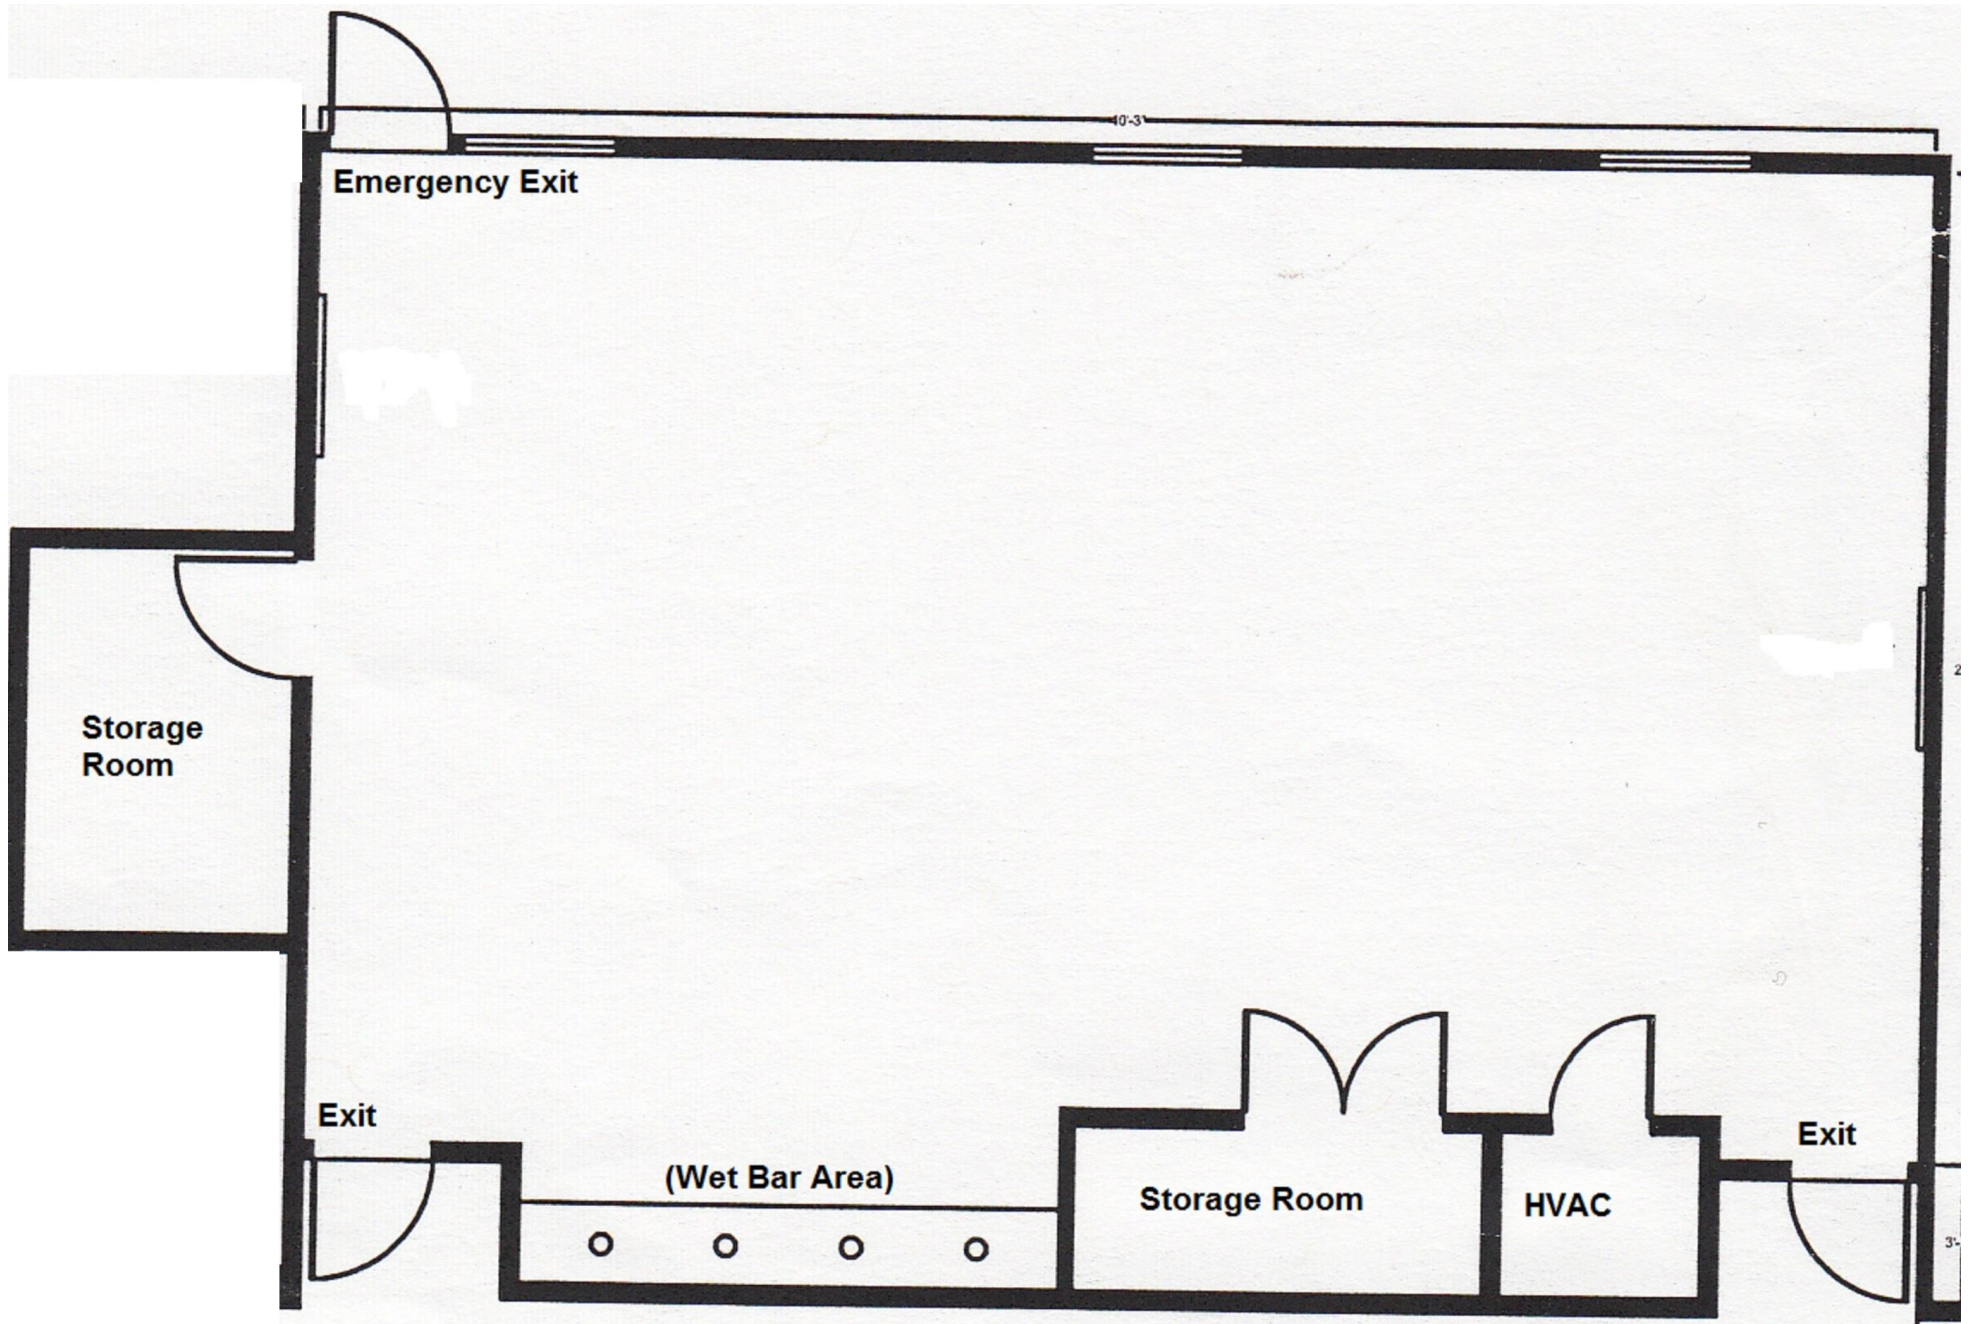 Emergency Exit
Storage
Room
Exit
Exit
(Wet Bar Area)
Storage Room
HVAC